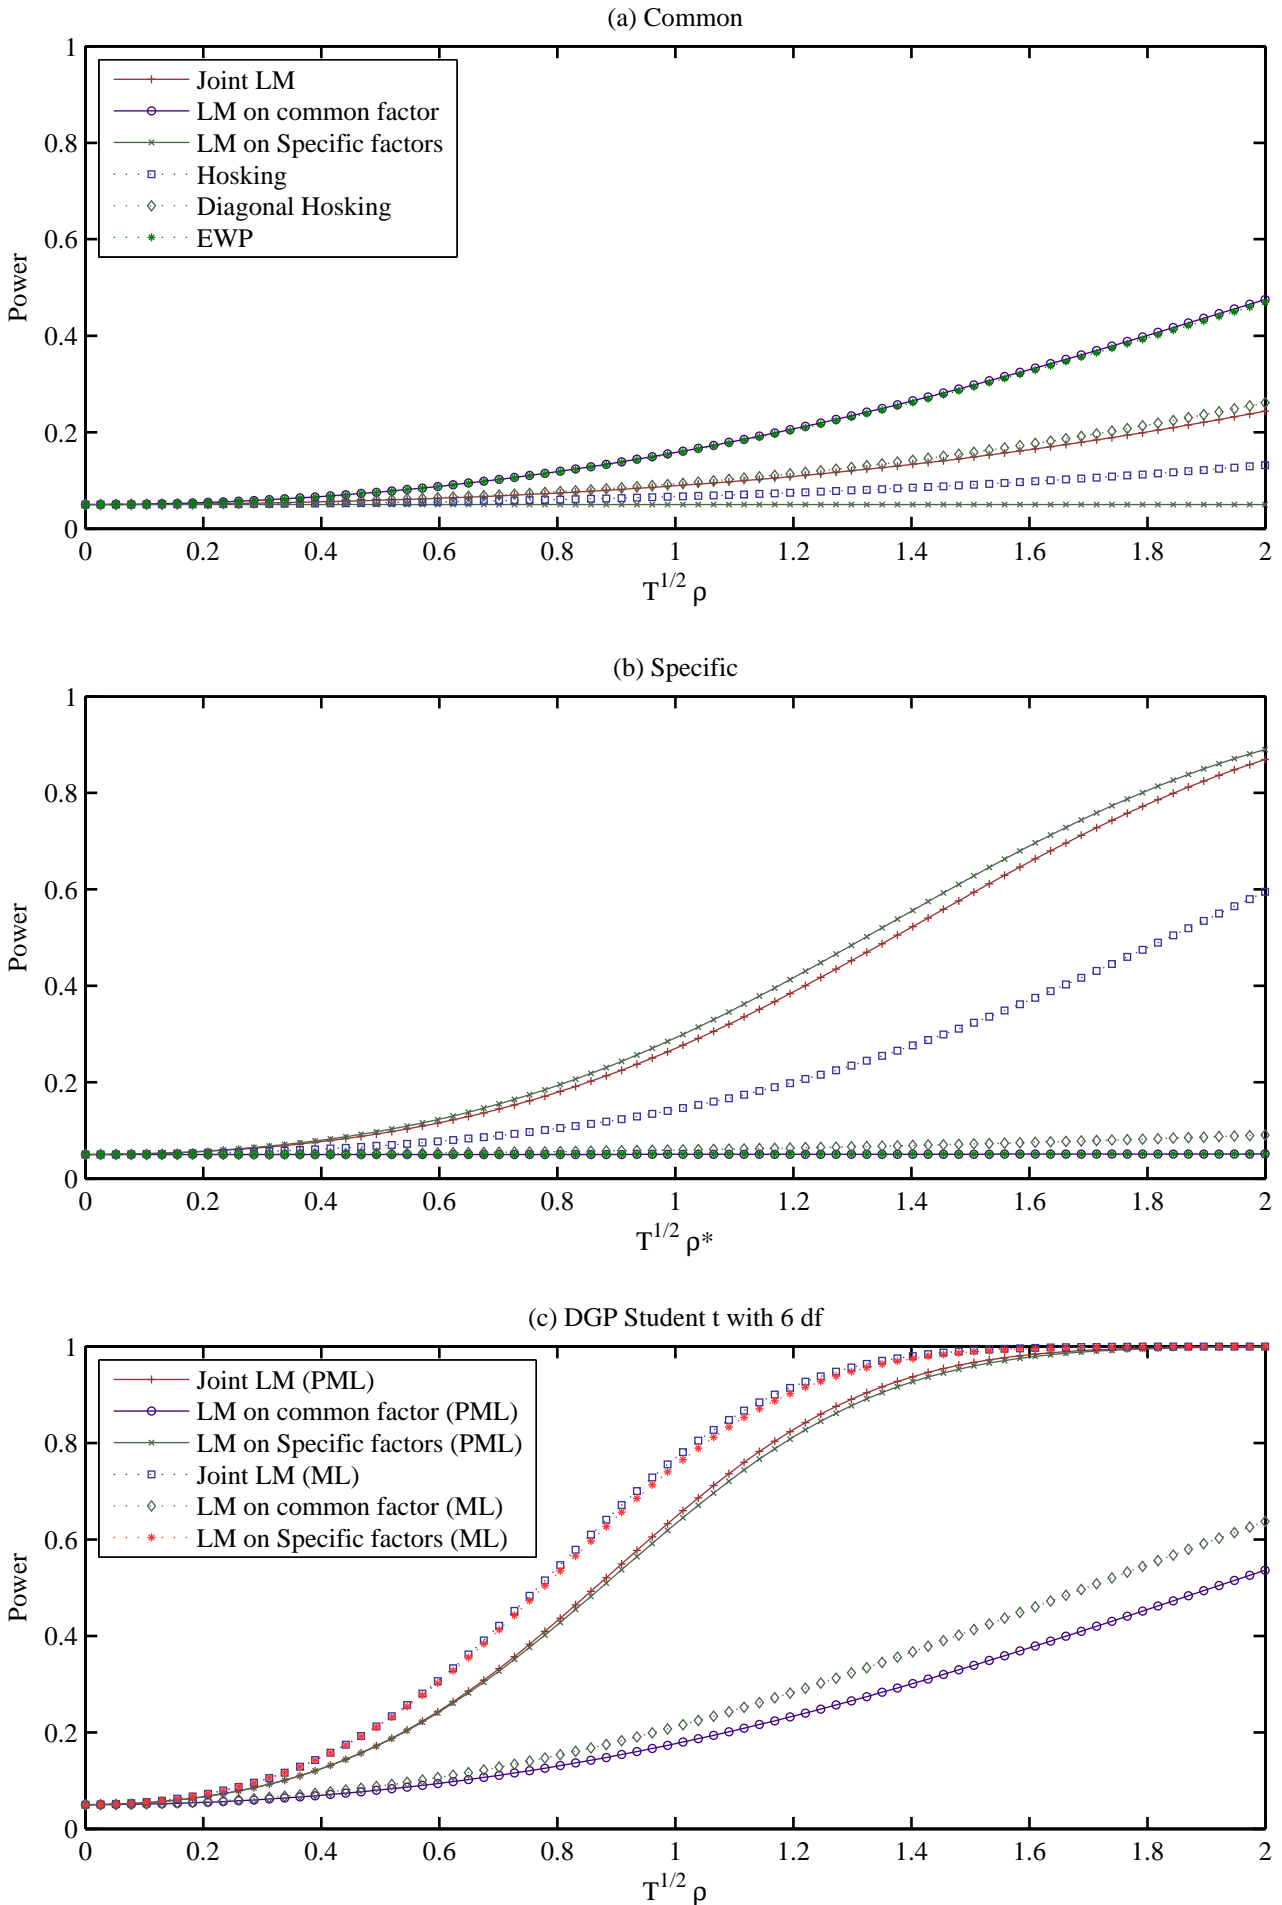 (a) Common
1
0.8
0.6
0.4
0.2
0
Power
Joint LM
LM on common factor
LM on Specific factors
Hosking
Diagonal Hosking
EWP
0 0.2 0.4 0.6 0.8 1 1.2 1.4 1.6 1.8 2
T^{1/2} ρ
(b) Specific
1
0.8
0.6
0.4
0.2
0
Power
0 0.2 0.4 0.6 0.8 1 1.2 1.4 1.6 1.8 2
T^{1/2} ρ*
(c) DGP Student t with 6 df
1
0.8
0.6
0.4
0.2
0
Power
Joint LM (PML)
LM on common factor (PML)
LM on Specific factors (PML)
Joint LM (ML)
LM on common factor (ML)
LM on Specific factors (ML)
0 0.2 0.4 0.6 0.8 1 1.2 1.4 1.6 1.8 2
T^{1/2} ρ